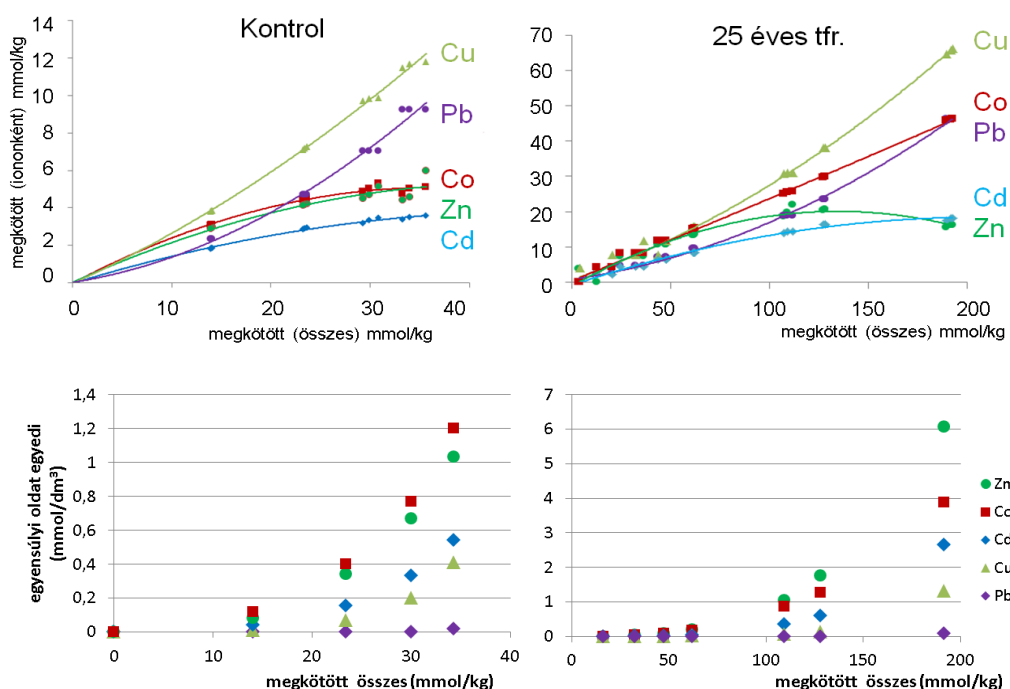 Kontrol
megkötött (iononként) mmol/kg
14
12
10
8
6
4
2
0
Cu
Pb
Co
Zn
Cd
0
10
20
30
40
megkötött (összes) mmol/kg
25 éves tfr.
70
60
50
40
30
20
10
0
Cu
Co
Pb
Cd
Zn
0
50
100
150
200
megkötött (összes) mmol/kg
egyensúlyi oldat egyedi
(mmol/dm³)
1,4
1,2
1
0,8
0,6
0,4
0,2
0
0
10
20
30
40
megkötött összes (mmol/kg)
7
6
5
4
3
2
1
0
0
50
100
150
200
megkötött összes (mmol/kg)
Zn
Co
Cd
Cu
Pb